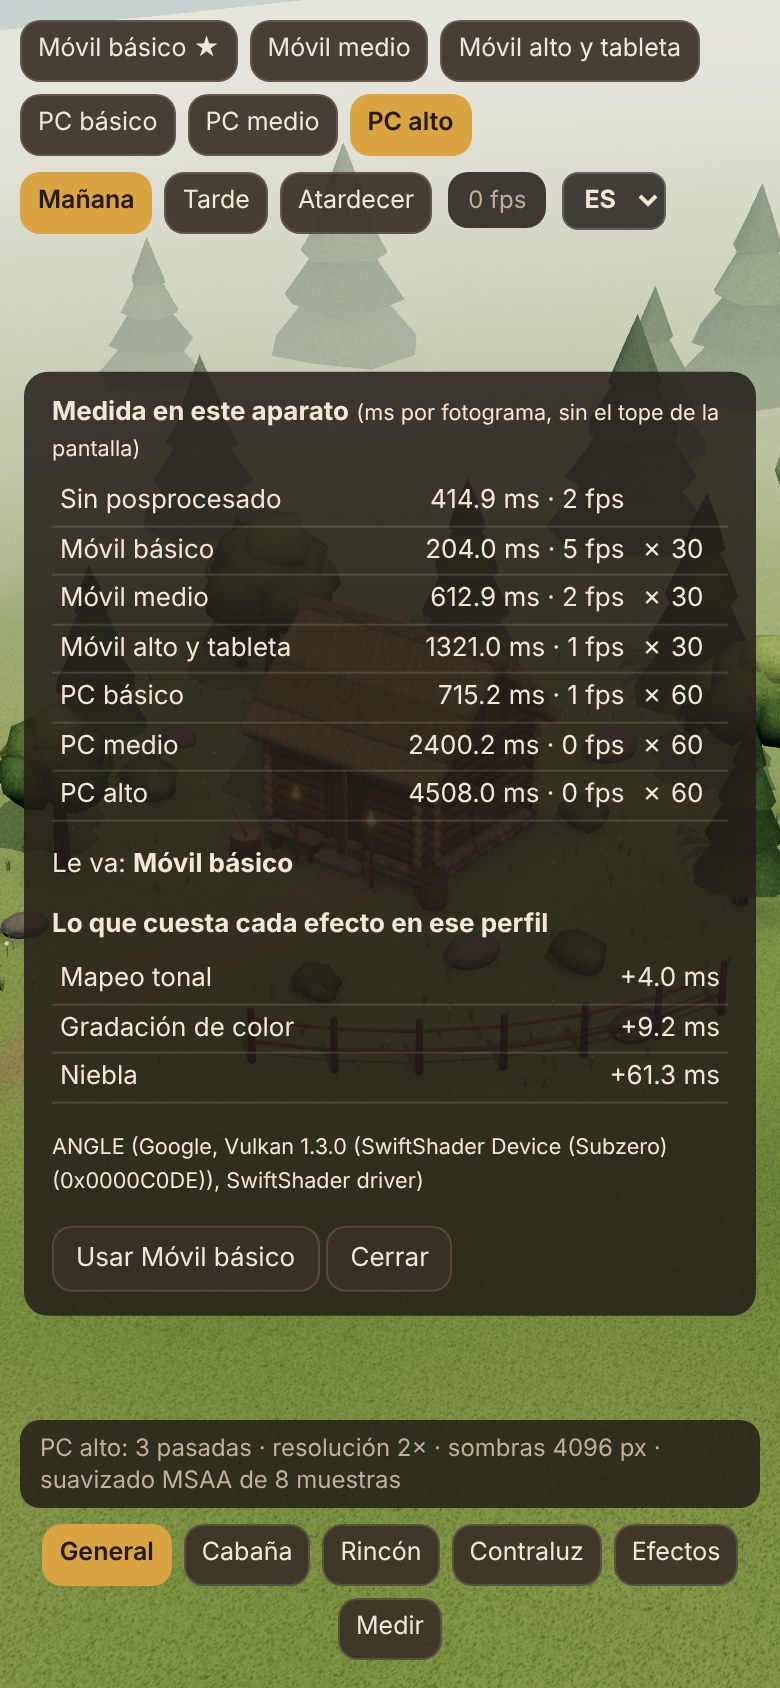 Móvil básico ★ Móvil medio Móvil alto y tableta
PC básico PC medio PC alto
Mañana Tarde Atardecer 0 fps ES
Medida en este aparato (ms por fotograma, sin el tope de la
pantalla)
Sin posprocesado 414.9 ms · 2 fps
Móvil básico 204.0 ms · 5 fps × 30
Móvil medio 612.9 ms · 2 fps × 30
Móvil alto y tableta 1321.0 ms · 1 fps × 30
PC básico 715.2 ms · 1 fps × 60
PC medio 2400.2 ms · 0 fps × 60
PC alto 4508.0 ms · 0 fps × 60
Le va: Móvil básico
Lo que cuesta cada efecto en ese perfil
Mapeo tonal +4.0 ms
Gradación de color +9.2 ms
Niebla +61.3 ms
ANGLE (Google, Vulkan 1.3.0 (SwiftShader Device (Subzero)
(0x0000C0DE)), SwiftShader driver)
Usar Móvil básico Cerrar
PC alto: 3 pasadas · resolución 2× · sombras 4096 px ·
suavizado MSAA de 8 muestras
General Cabaña Rincón Contraluz Efectos
Medir